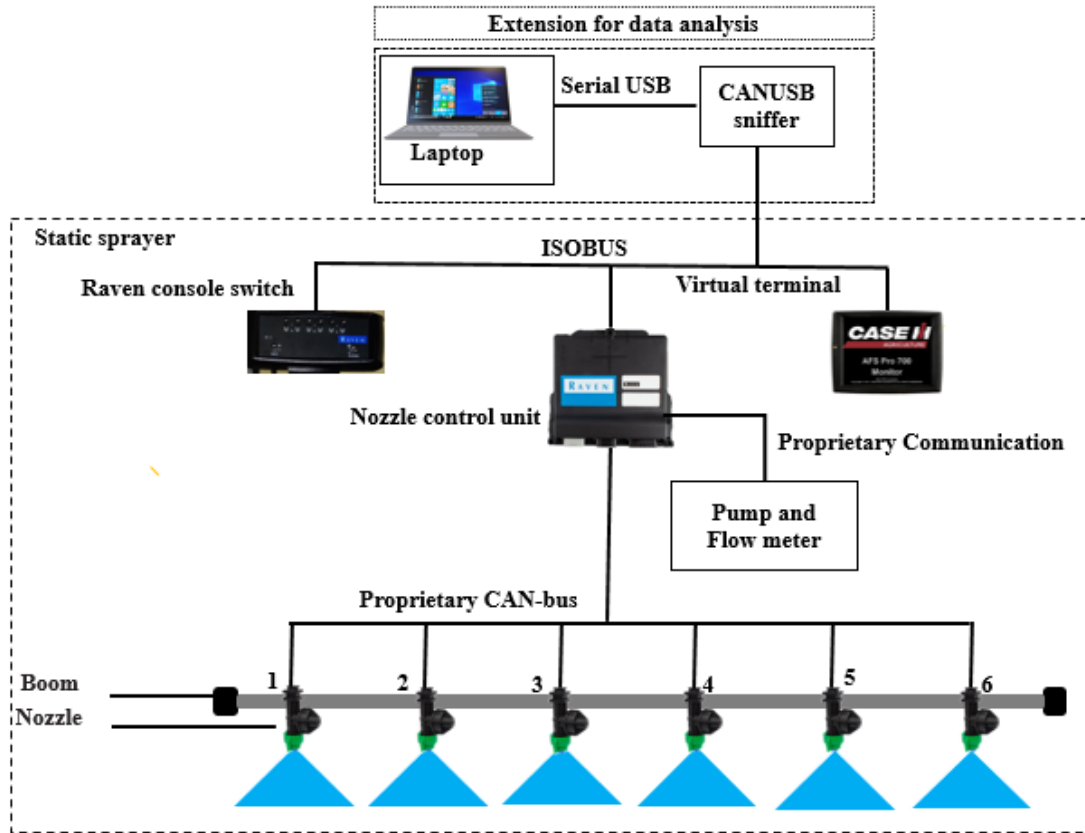 Extension for data analysis
Serial USB
CANUSB
sniffer
Laptop
Static sprayer
ISOBUS
Raven console switch
Virtual terminal
RAVEN
CASE IH
AGRICULTURE
AFS Pro 700
Monitor
RAVEN
Nozzle control unit
Proprietary Communication
Pump and
Flow meter
Proprietary CAN-bus
Boom
Nozzle
1
2
3
4
5
6